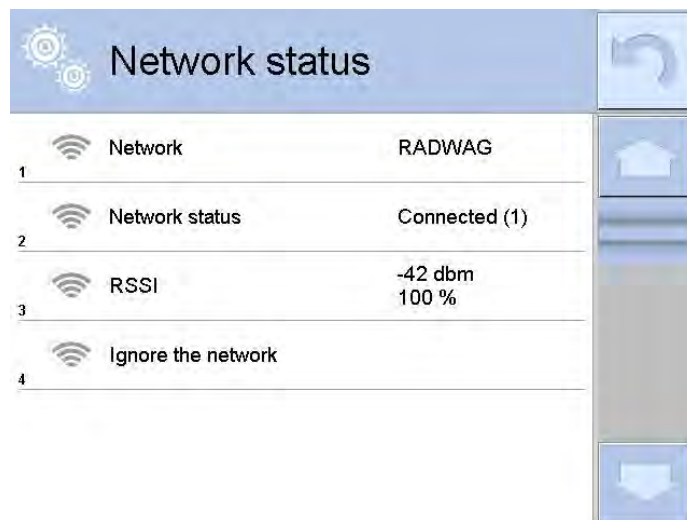 Network status
Network RADWAG
1
Network status Connected (1)
2
RSSI -42 dbm
100 %
3
Ignore the network
4